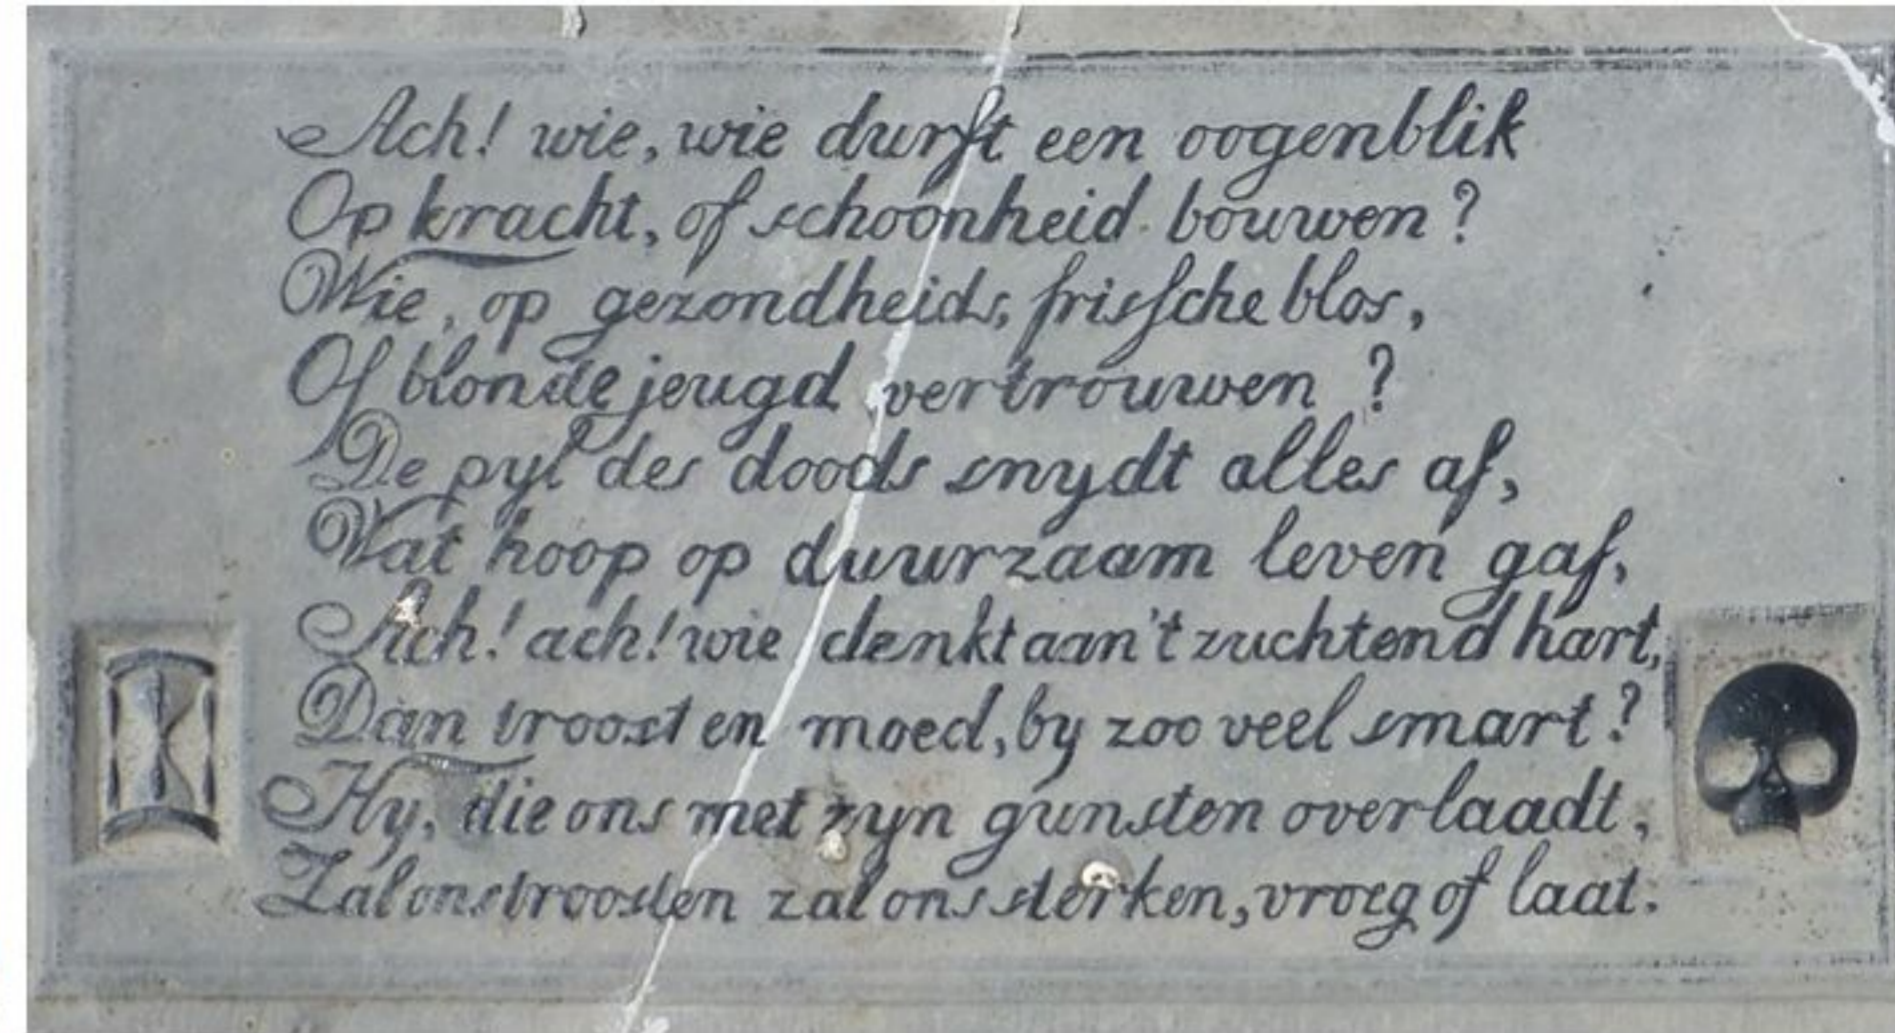 Ach! wie, wie durft een oogenblik
Op kracht, of schoonheid bouwen?
Wie, op gezondheids, frissche blos,
Of blonde jeugd vertrouwen?
De pyl des doods snydt alles af,
Wat hoop op duurzaam leven gaf,
Ach! ach! wie denkt aan't zuchtend hart,
Dan troost en moed, by zoo veel smart?
Hy, die ons met zyn gunsten overlaadt,
Zal ons troosten zal ons sterken, vroeg of laat.